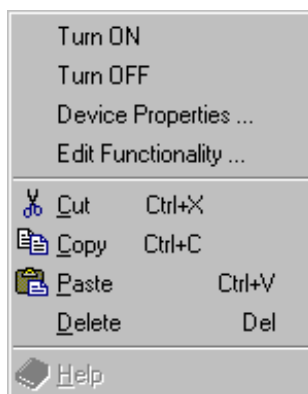 Turn ON
Turn OFF
Device Properties ...
Edit Functionality ...
Cut Ctrl+X
Copy Ctrl+C
Paste Ctrl+V
Delete Del
Help